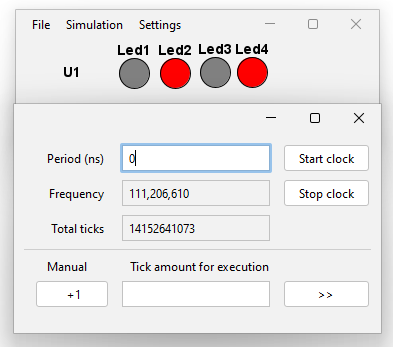 File Simulation Settings
Led1 Led2 Led3 Led4
U1
Period (ns) 0 Start clock
Frequency 111,206,610 Stop clock
Total ticks 14152641073
Manual Tick amount for execution
+1 >>